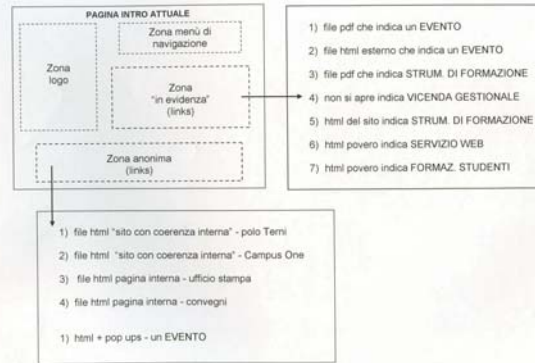 PAGINA INTRO ATTUALE
Zona menù di
navigazione
Zona
logo
Zona
"in evidenza"
(links)
Zona anonima
(links)
1) file pdf che indica un EVENTO
2) file html esterno che indica un EVENTO
3) file pdf che indica STRUM. DI FORMAZIONE
4) non si apre indica VICENDA GESTIONALE
5) html del sito indica STRUM. DI FORMAZIONE
6) html povero indica SERVIZIO WEB
7) html povero indica FORMAZ. STUDENTI
1) file html "sito con coerenza interna" - polo Terni
2) file html "sito con coerenza interna" - Campus One
3) file html pagina interna - ufficio stampa
4) file html pagina interna - convegni
1) html + pop ups - un EVENTO